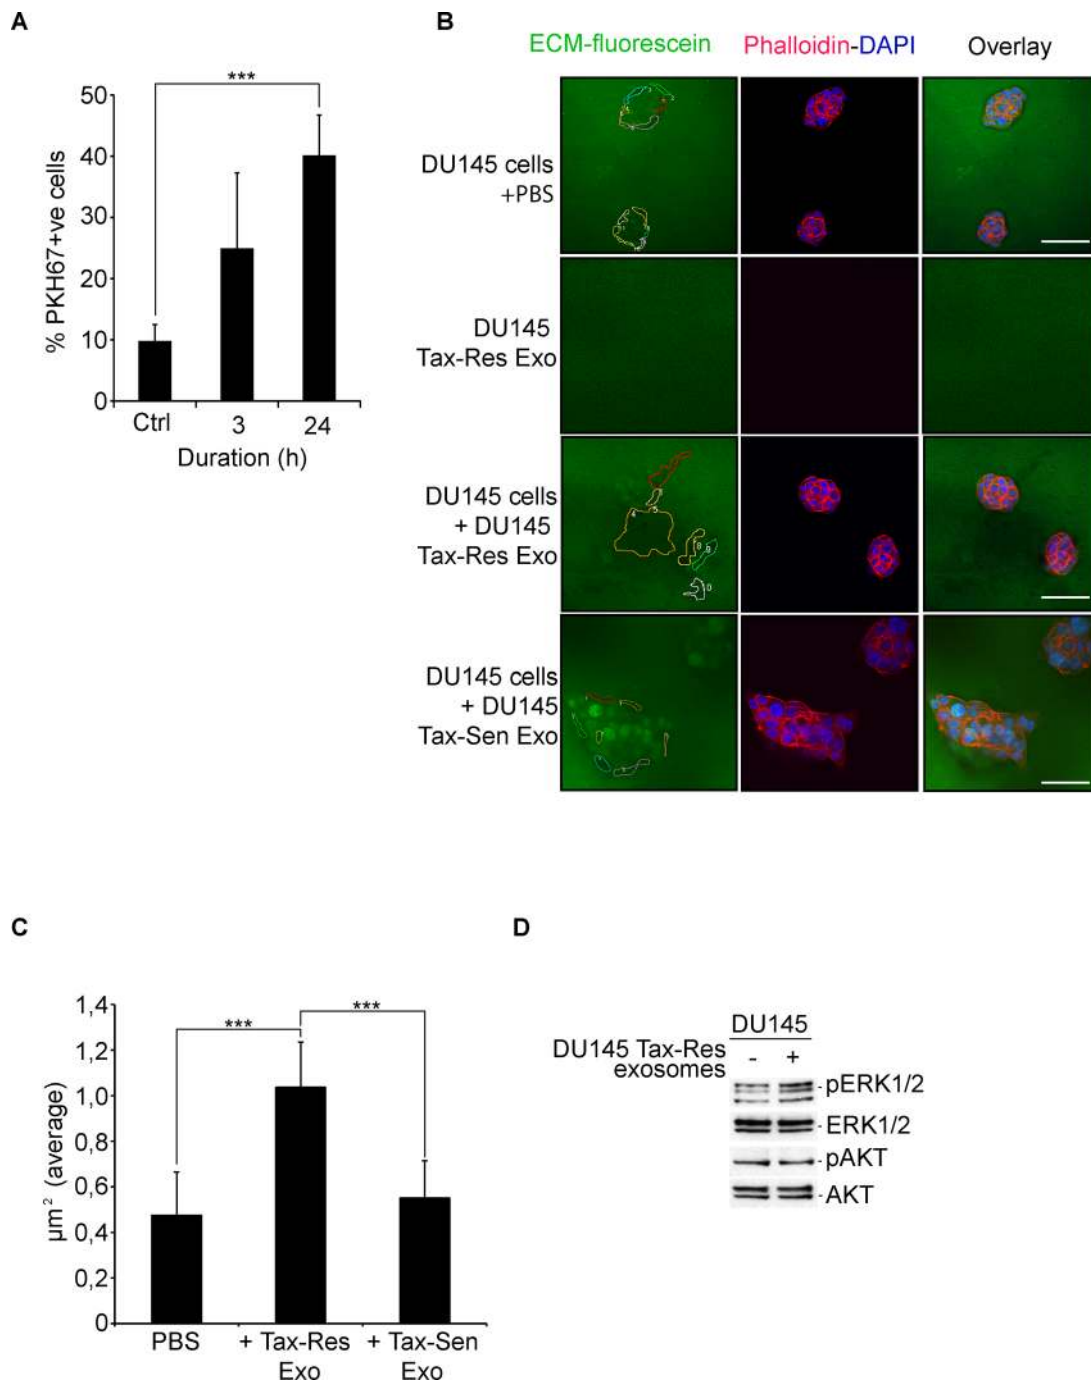 A
***
50
40
30
20
10
0
% PKH67+ve cells
Ctrl
3
24
Duration (h)
B
ECM-fluorescein
Phalloidin-DAPI
Overlay
DU145 cells
+PBS
DU145
Tax-Res Exo
DU145 cells
+ DU145
Tax-Res Exo
DU145 cells
+ DU145
Tax-Sen Exo
C
***
***
1,4
1,2
1,0
0,8
0,6
0,4
0,2
0
µm² (average)
PBS
+ Tax-Res
Exo
+ Tax-Sen
Exo
D
DU145
DU145 Tax-Res
exosomes
- +
pERK1/2
ERK1/2
pAKT
AKT